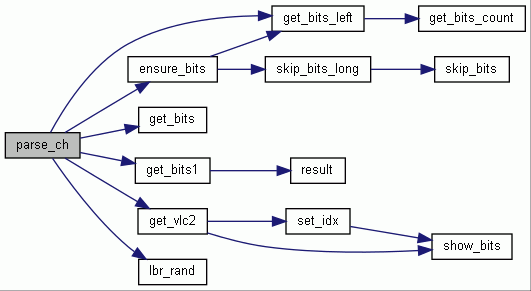 get_bits_left
get_bits_count
ensure_bits
skip_bits_long
skip_bits
get_bits
parse_ch
get_bits1
result
get_vlc2
set_idx
show_bits
lbr_rand